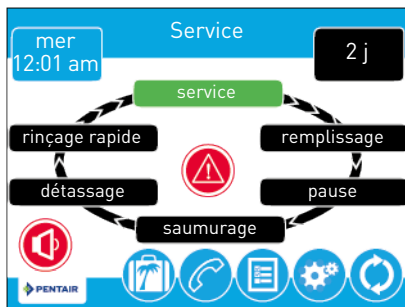 mer
12:01 am
Service
2 j
service
rinçage rapide
remplissage
détassage
pause
saumurage
PENTAIR